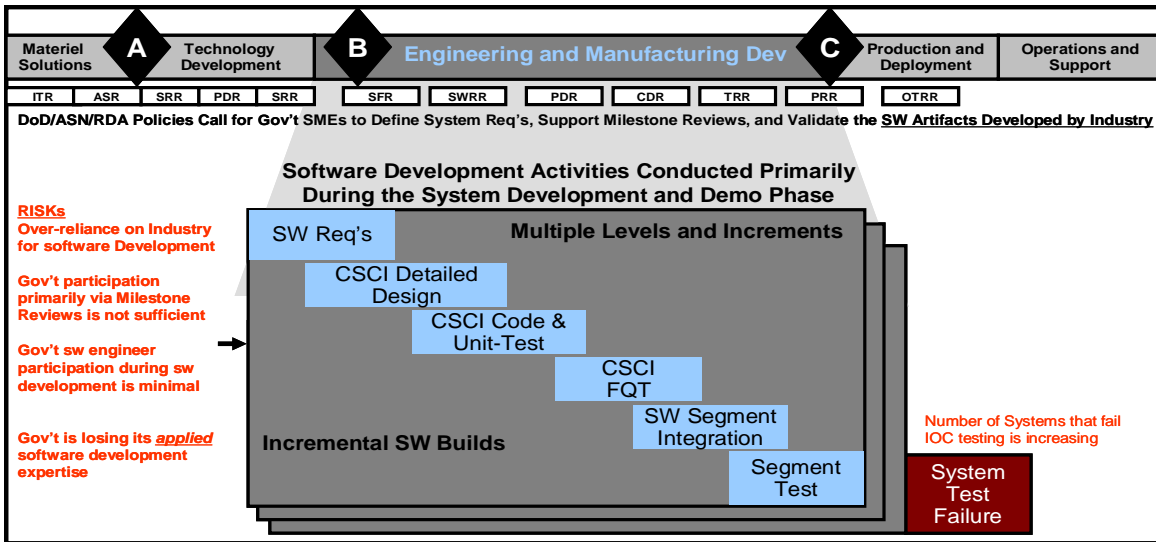 Materiel
Solutions
A
Technology
Development
B
Engineering and Manufacturing Dev
C
Production and
Deployment
Operations and
Support
ITR
ASR
SRR
PDR
SRR
SFR
SWRR
PDR
CDR
TRR
PRR
OTRR
DoD/ASN/RDA Policies Call for Gov't SMEs to Define System Req's, Support Milestone Reviews, and Validate the SW Artifacts Developed by Industry
Software Development Activities Conducted Primarily
During the System Development and Demo Phase
RISKs
Over-reliance on Industry
for software Development
Gov't participation
primarily via Milestone
Reviews is not sufficient
Gov't sw engineer
participation during sw
development is minimal
Gov't is losing its applied
software development
expertise
SW Req's
Multiple Levels and Increments
CSCI Detailed
Design
CSCI Code &
Unit-Test
CSCI
FQT
SW Segment
Integration
Incremental SW Builds
Segment
Test
Number of Systems that fail
IOC testing is increasing
System
Test
Failure